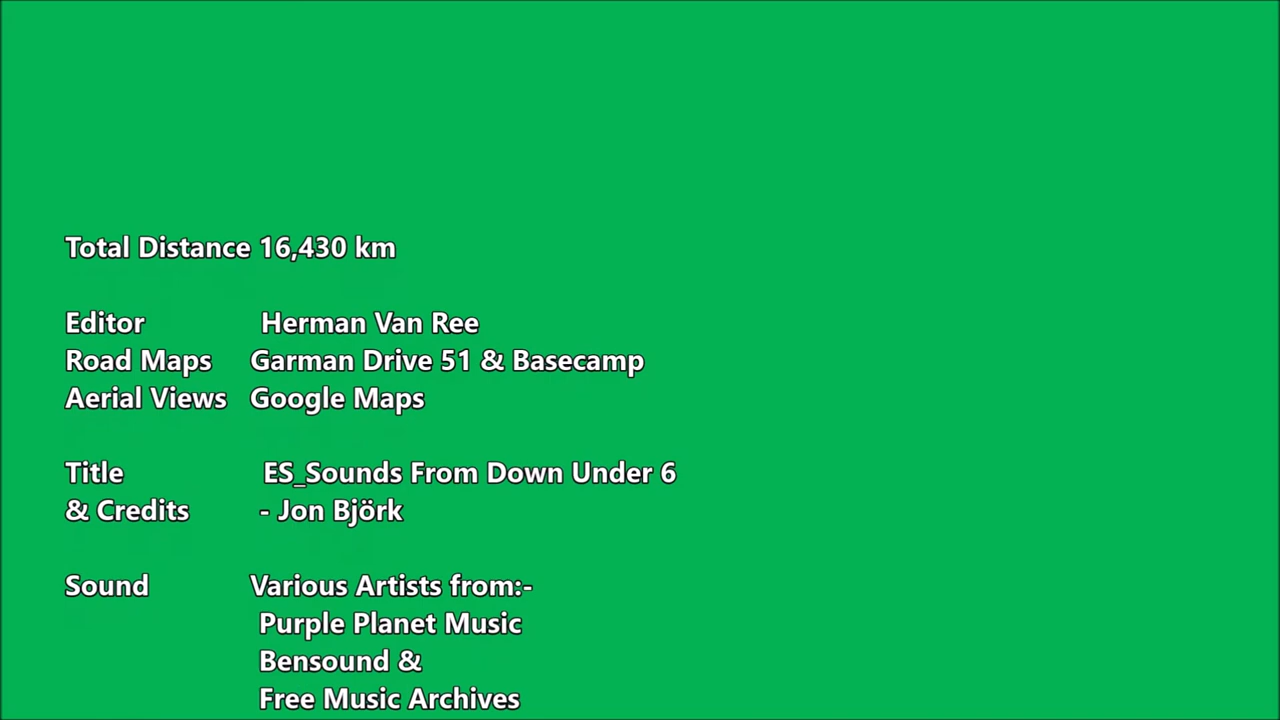 Total Distance 16,430 km
Editor Herman Van Ree
Road Maps Garman Drive 51 & Basecamp
Aerial Views Google Maps
Title ES_Sounds From Down Under 6
& Credits - Jon Björk
Sound Various Artists from:-
Purple Planet Music
Bensound &
Free Music Archives